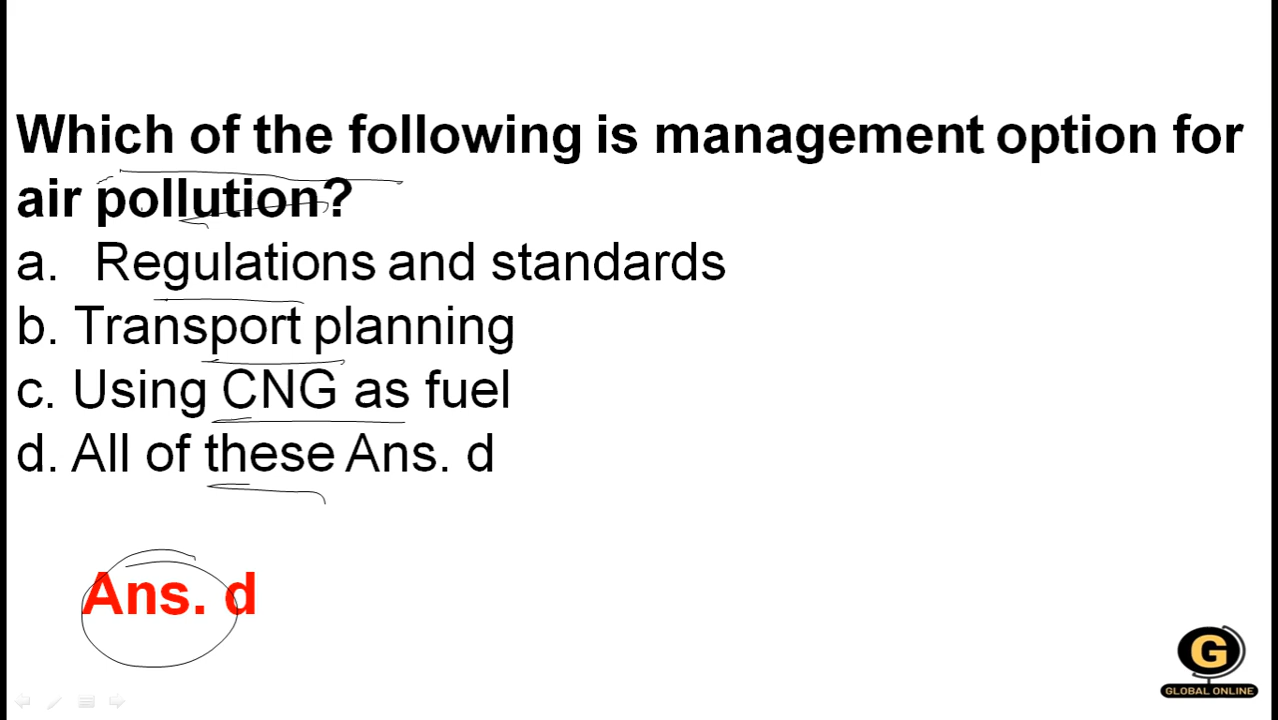 Which of the following is management option for
air pollution?
a. Regulations and standards
b. Transport planning
c. Using CNG as fuel
d. All of these Ans. d
Ans. d
G
GLOBAL ONLINE